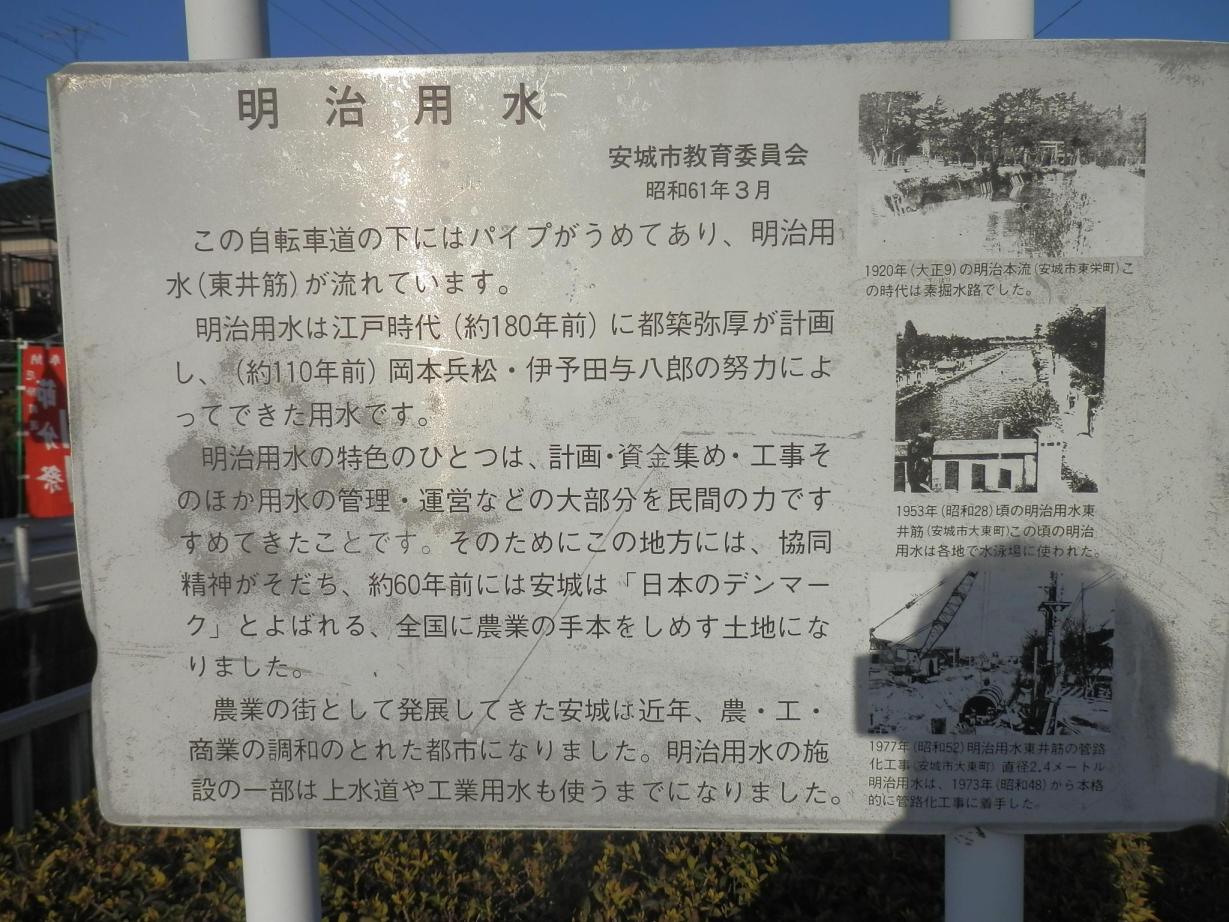 明治用水
安城市教育委員会
昭和61年3月
この自転車道の下にはパイプがうめてあり、明治用
水(東井筋)が流れています。
明治用水は江戸時代(約180年前)に都築弥厚が計画
し、(約110年前)岡本兵松・伊予田与八郎の努力によ
ってできた用水です。
明治用水の特色のひとつは、計画・資金集め・工事そ
のほか用水の管理・運営などの大部分を民間の力です
すめてきたことです。そのためにこの地方には、協同
精神がそだち、約60年前には安城は「日本のデンマー
ク」とよばれる、全国に農業の手本をしめす土地にな
りました。
農業の街として発展してきた安城は近年、農・工・
商業の調和のとれた都市になりました。明治用水の施
設の一部は上水道や工業用水も使うまでになりました。
1920年(大正9)の明治本流(安城市東栄町)こ
の時代は素掘水路でした。
1953年(昭和28)頃の明治用水東
井筋(安城市大東町)この頃の明治
用水は各地で水泳場に使われた。
1977年(昭和52)明治用水東井筋の管路
化工事(安城市大東町)直径2.4メートル
明治用水は、1973年(昭和48)から本格
的に管路化工事に着手した。
節分祭